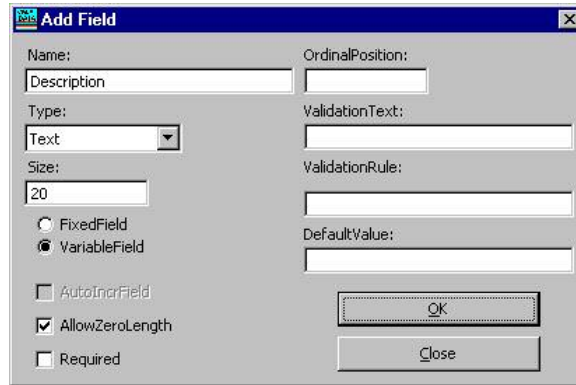 Add Field
Name:
Description
Type:
Text
Size:
20
FixedField
VariableField
AutoIncrField
AllowZeroLength
Required
OrdinalPosition:
ValidationText:
ValidationRule:
DefaultValue:
OK
Close